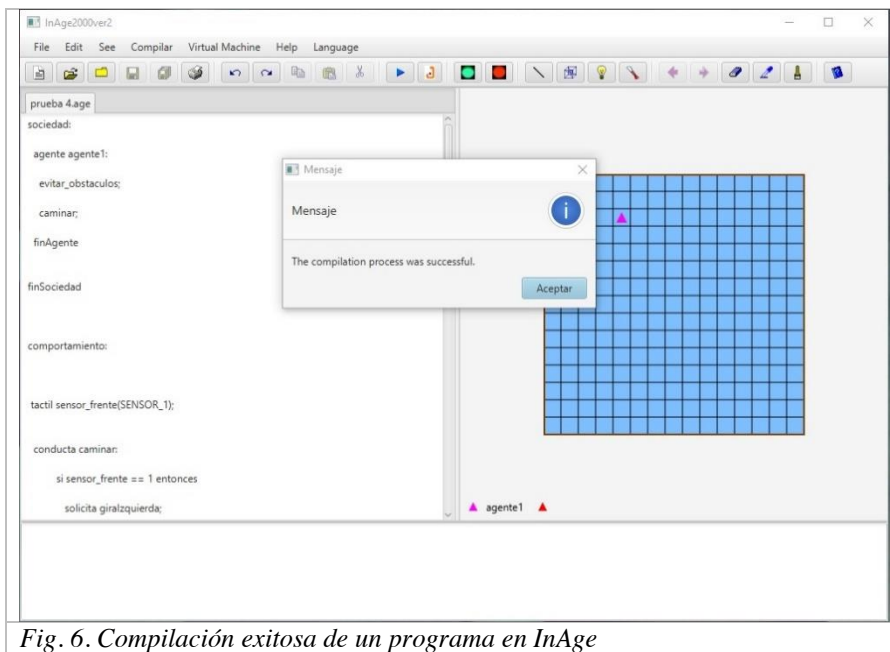 InAge2000ver2
File Edit See Compilar Virtual Machine Help Language
prueba 4.age
sociedad:
agente agente1:
evitar_obstaculos;
caminar;
finAgente
finSociedad
comportamiento:
tactil sensor_frente(SENSOR_1);
conducta caminar:
si sensor_frente == 1 entonces
solicita giraIzquierda;
Mensaje
Mensaje
The compilation process was successful.
Aceptar
agente1
Fig. 6. Compilación exitosa de un programa en InAge